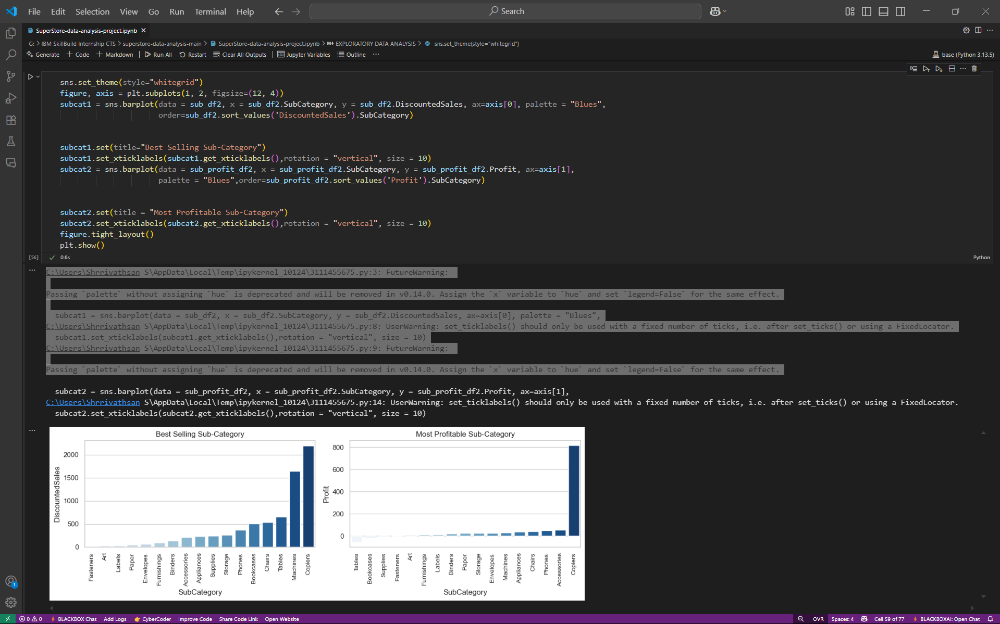 File Edit Selection View Go Run Terminal Help
Search
SuperStore-data-analysis-project.ipynb
G: > IBM SkillBuild Internship CTS > superstore-data-analysis-main > SuperStore-data-analysis-project.ipynb > M↓ EXPLORATORY DATA ANALYSIS > sns.set_theme(style="whitegrid")
Generate + Code + Markdown | Run All Restart Clear All Outputs | Jupyter Variables Outline ...
base (Python 3.13.5)
sns.set_theme(style="whitegrid")
figure, axis = plt.subplots(1, 2, figsize=(12, 4))
subcat1 = sns.barplot(data = sub_df2, x = sub_df2.SubCategory, y = sub_df2.DiscountedSales, ax=axis[0], palette = "Blues",
order=sub_df2.sort_values('DiscountedSales').SubCategory)
subcat1.set(title="Best Selling Sub-Category")
subcat1.set_xticklabels(subcat1.get_xticklabels(),rotation = "vertical", size = 10)
subcat2 = sns.barplot(data = sub_profit_df2, x = sub_profit_df2.SubCategory, y = sub_profit_df2.Profit, ax=axis[1],
palette = "Blues",order=sub_profit_df2.sort_values('Profit').SubCategory)
subcat2.set(title = "Most Profitable Sub-Category")
subcat2.set_xticklabels(subcat2.get_xticklabels(),rotation = "vertical", size = 10)
figure.tight_layout()
plt.show()
[56] ✓ 0.6s
Python
C:\Users\Shrrivathsan S\AppData\Local\Temp\ipykernel_10124\3111455675.py:3: FutureWarning:
Passing `palette` without assigning `hue` is deprecated and will be removed in v0.14.0. Assign the `x` variable to `hue` and set `legend=False` for the same effect.
subcat1 = sns.barplot(data = sub_df2, x = sub_df2.SubCategory, y = sub_df2.DiscountedSales, ax=axis[0], palette = "Blues",
C:\Users\Shrrivathsan S\AppData\Local\Temp\ipykernel_10124\3111455675.py:8: UserWarning: set_ticklabels() should only be used with a fixed number of ticks, i.e. after set_ticks() or using a FixedLocator.
subcat1.set_xticklabels(subcat1.get_xticklabels(),rotation = "vertical", size = 10)
C:\Users\Shrrivathsan S\AppData\Local\Temp\ipykernel_10124\3111455675.py:9: FutureWarning:
Passing `palette` without assigning `hue` is deprecated and will be removed in v0.14.0. Assign the `x` variable to `hue` and set `legend=False` for the same effect.
subcat2 = sns.barplot(data = sub_profit_df2, x = sub_profit_df2.SubCategory, y = sub_profit_df2.Profit, ax=axis[1],
C:\Users\Shrrivathsan S\AppData\Local\Temp\ipykernel_10124\3111455675.py:14: UserWarning: set_ticklabels() should only be used with a fixed number of ticks, i.e. after set_ticks() or using a FixedLocator.
subcat2.set_xticklabels(subcat2.get_xticklabels(),rotation = "vertical", size = 10)
Best Selling Sub-Category
DiscountedSales
2000
1500
1000
500
0
Fasteners Art Labels Paper Envelopes Furnishings Binders Accessories Appliances Supplies Storage Phones Bookcases Chairs Tables Machines Copiers
SubCategory
Most Profitable Sub-Category
Profit
800
600
400
200
0
Tables Bookcases Supplies Fasteners Art Furnishings Labels Binders Paper Storage Envelopes Machines Appliances Chairs Phones Accessories Copiers
SubCategory
1
0 0 BLACKBOX Chat Add Logs CyberCoder Improve Code Share Code Link Open Website
OVR Spaces: 4 Cell 59 of 77 BLACKBOXAI: Open Chat